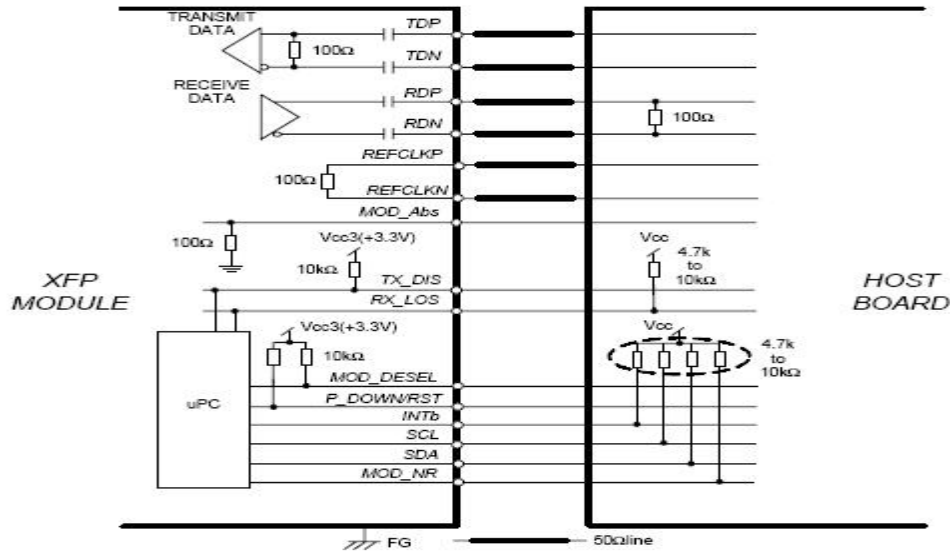 TRANSMIT
DATA
TDP
100Ω
TDN
RECEIVE
DATA
RDP
RDN
100Ω
REFCLKP
100Ω
REFCLKN
MOD_Abs
100Ω
Vcc3(+3.3V)
10kΩ
TX_DIS
RX_LOS
Vcc
4.7k
to
10kΩ
XFP
MODULE
HOST
BOARD
Vcc3(+3.3V)
10kΩ
MOD_DESEL
P_DOWN/RST
INTb
SCL
SDA
MOD_NR
uPC
Vcc
4.7k
to
10kΩ
FG
50Ωline